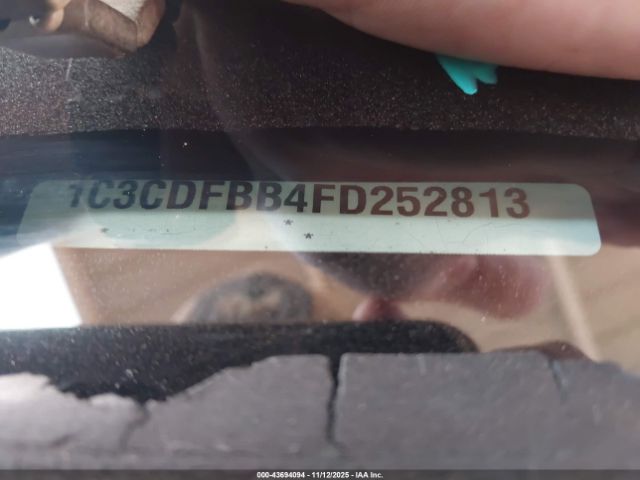 1C3CDFBB4FD252813
* *
000-43694094 | 11/12/2025 - IAA Inc.